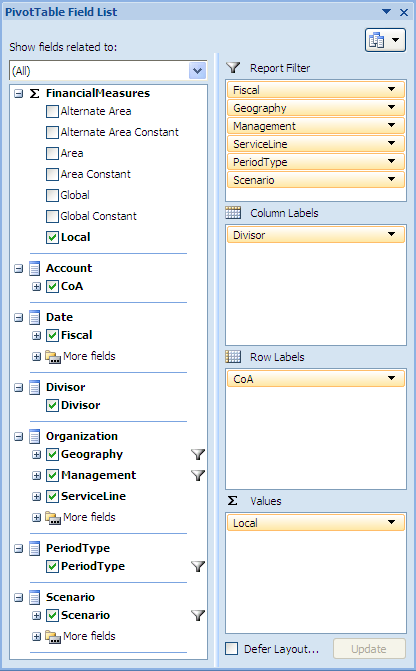 PivotTable Field List
Show fields related to:
(All)
Σ FinancialMeasures
Alternate Area
Alternate Area Constant
Area
Area Constant
Global
Global Constant
Local
Account
CoA
Date
Fiscal
More fields
Divisor
Divisor
Organization
Geography
Management
ServiceLine
More fields
PeriodType
PeriodType
Scenario
Scenario
More fields
Report Filter
Fiscal
Geography
Management
ServiceLine
PeriodType
Scenario
Column Labels
Divisor
Row Labels
CoA
Σ Values
Local
Defer Layout...
Update